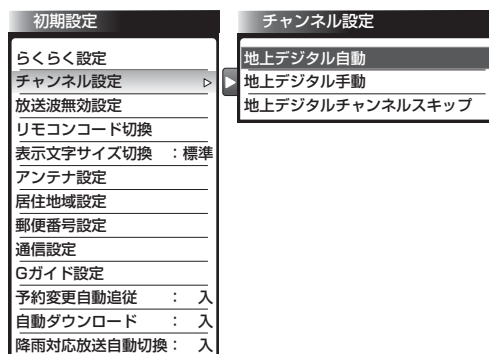 初期設定
らくらく設定
チャンネル設定
放送波無効設定
リモコンコード切換
表示文字サイズ切換 ：標準
アンテナ設定
居住地域設定
郵便番号設定
通信設定
Gガイド設定
予約変更自動追従 ： 入
自動ダウンロード ： 入
降雨対応放送自動切換： 入
チャンネル設定
地上デジタル自動
地上デジタル手動
地上デジタルチャンネルスキップ